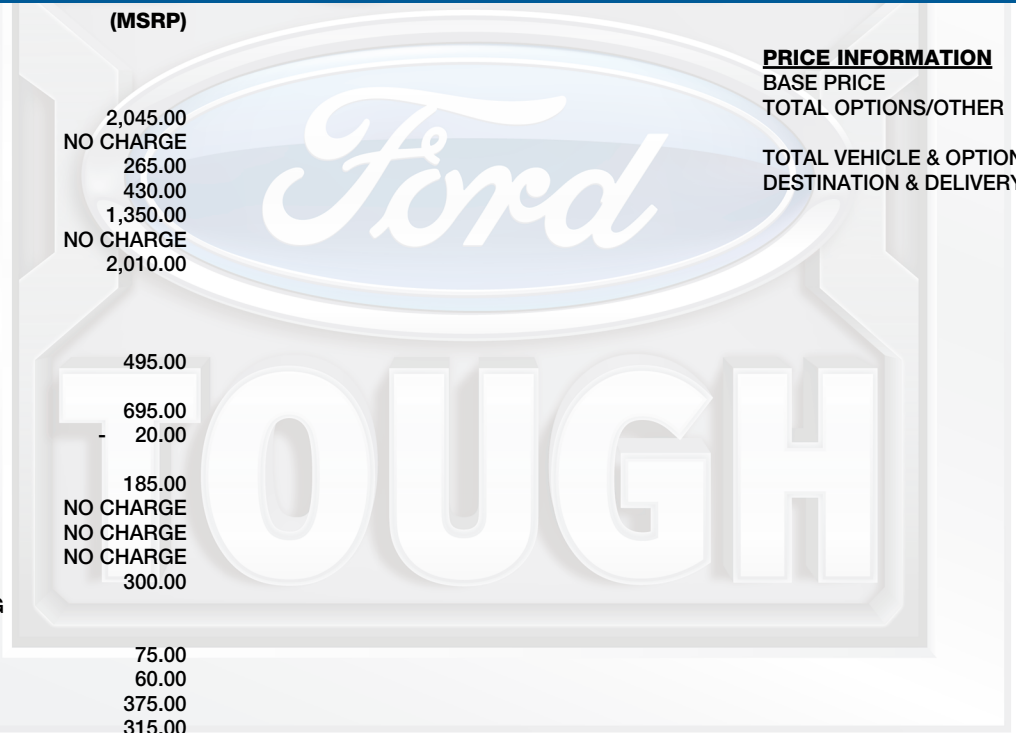 (MSRP)
2,045.00
NO CHARGE
265.00
430.00
1,350.00
NO CHARGE
2,010.00
495.00
695.00
- 20.00
185.00
NO CHARGE
NO CHARGE
NO CHARGE
300.00
G
75.00
60.00
375.00
315.00
PRICE INFORMATION
BASE PRICE
TOTAL OPTIONS/OTHER
TOTAL VEHICLE & OPTION
DESTINATION & DELIVERY
Ford
TOUGH